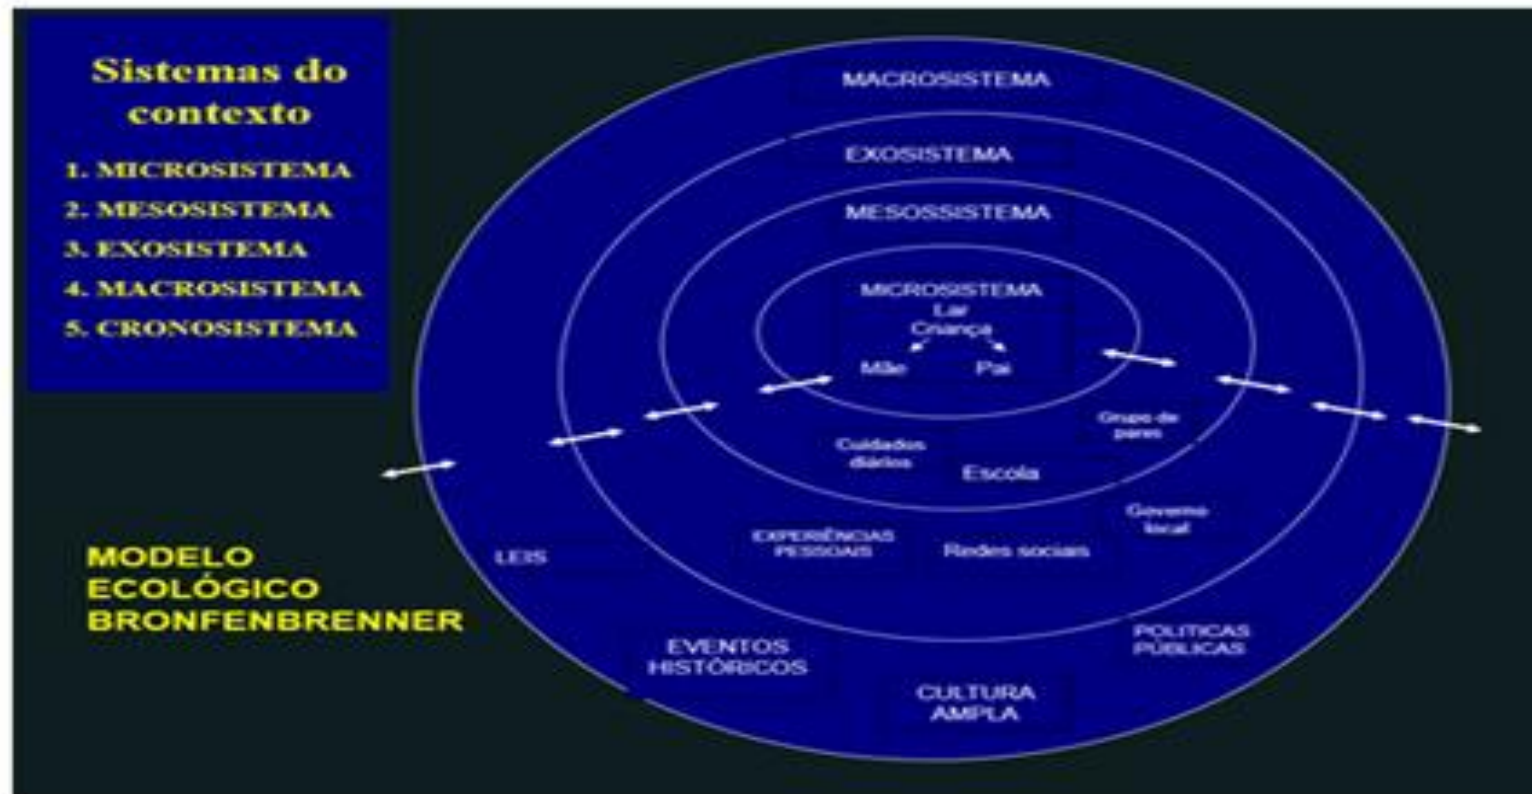 Sistemas do
contexto
1. MICROSISTEMA
2. MESOSISTEMA
3. EXOSISTEMA
4. MACROSISTEMA
5. CRONOSISTEMA
MODELO
ECOLÓGICO
BRONFENBRENNER
MACROSISTEMA
EXOSISTEMA
MESOSSISTEMA
MICROSISTEMA
Lar
Criança
Mãe
Pai
Cuidados
diários
Escola
Grupo de
pares
EXPERIÊNCIAS
PESSOAIS
Redes sociais
Governo
local
LEIS
EVENTOS
HISTÓRICOS
CULTURA
AMPLA
POLITICAS
PÚBLICAS